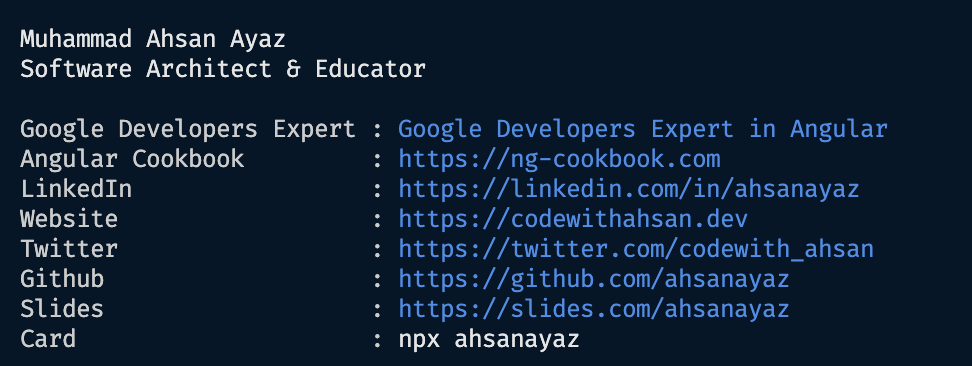 Muhammad Ahsan Ayaz
Software Architect & Educator
Google Developers Expert : Google Developers Expert in Angular
Angular Cookbook : https://ng-cookbook.com
LinkedIn : https://linkedin.com/in/ahsanayaz
Website : https://codewithahsan.dev
Twitter : https://twitter.com/codewith_ahsan
Github : https://github.com/ahsanayaz
Slides : https://slides.com/ahsanayaz
Card : npx ahsanayaz